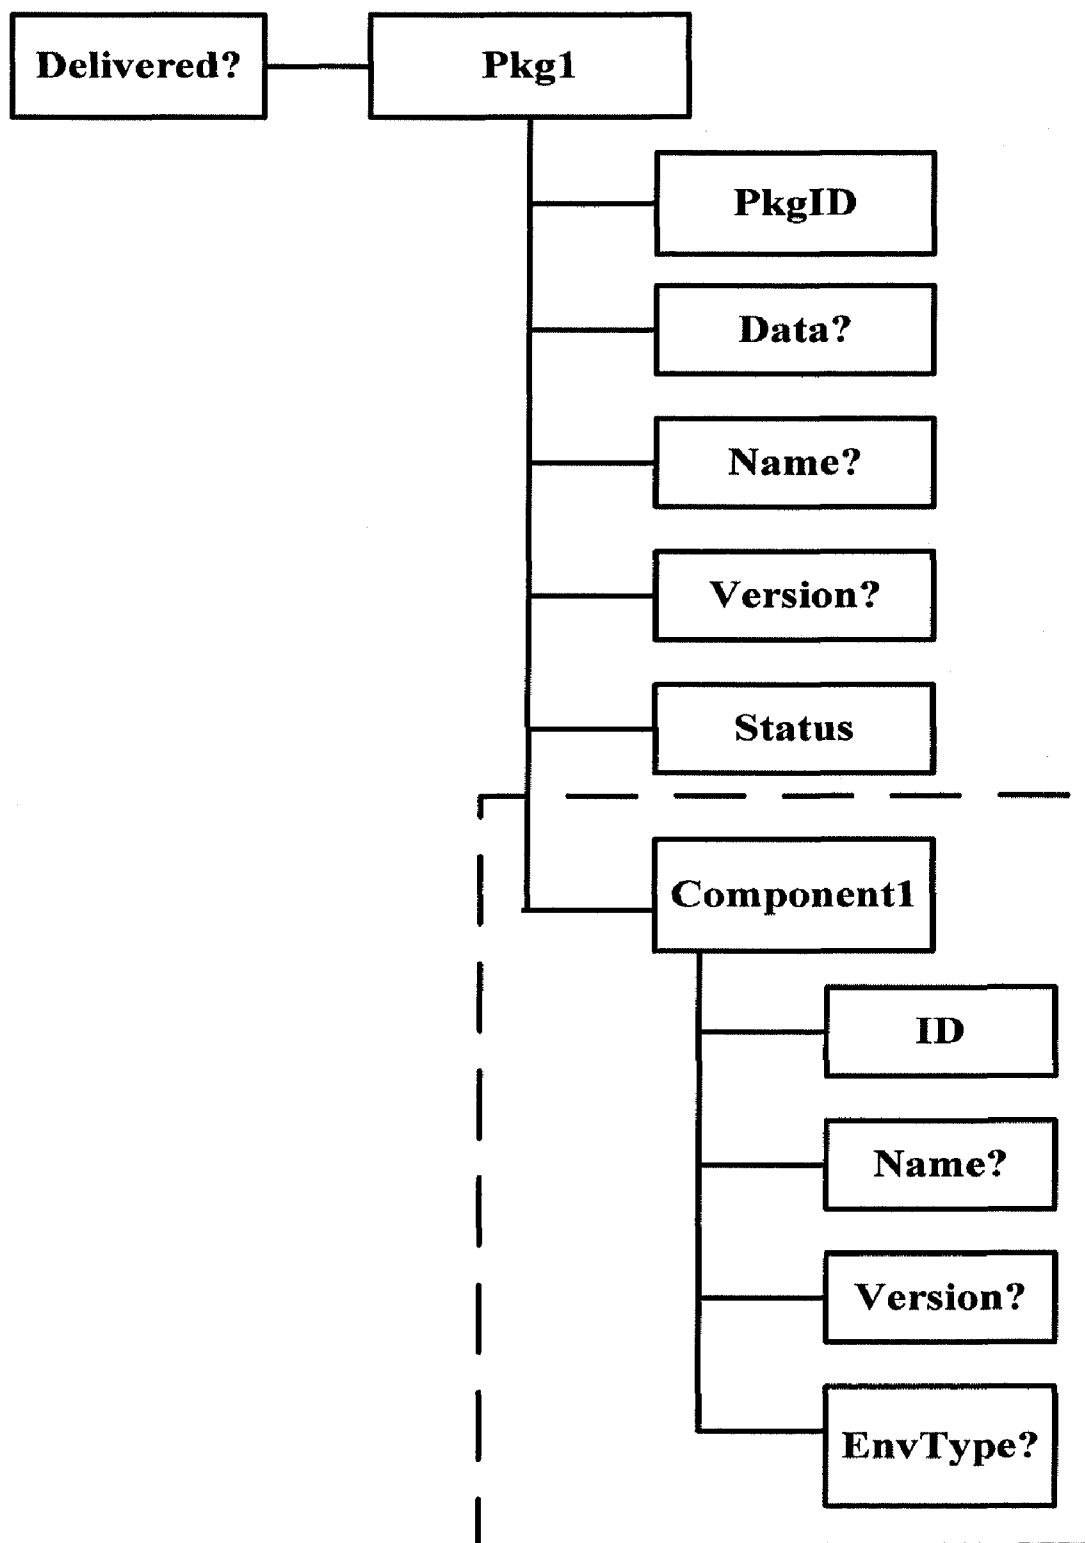 Delivered?
Pkg1
PkgID
Data?
Name?
Version?
Status
Component1
ID
Name?
Version?
EnvType?